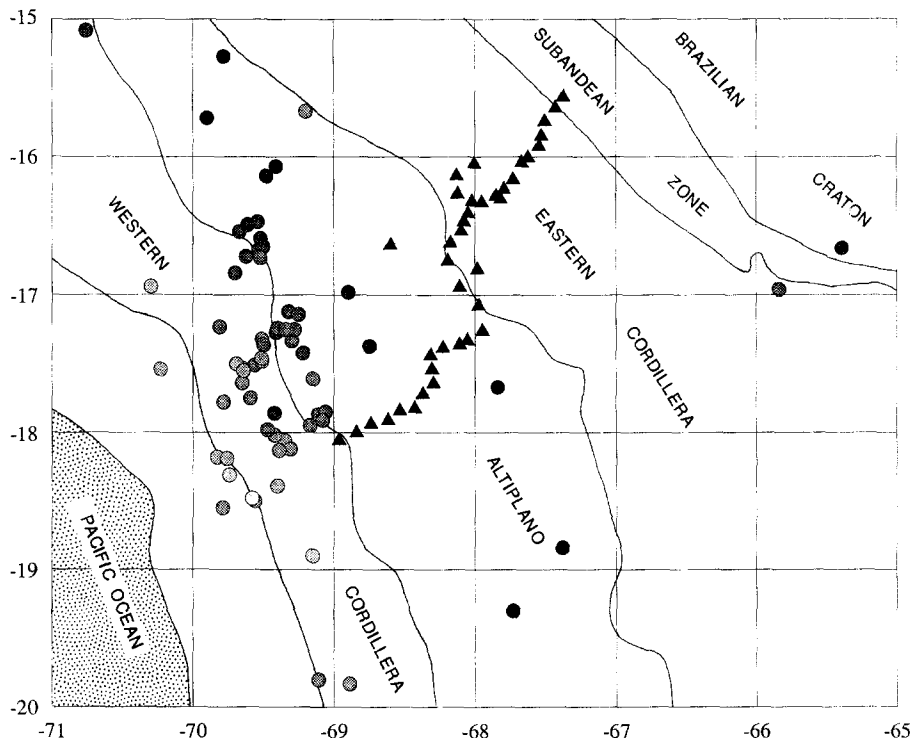 -15
-16
-17
-18
-19
-20
-71
-70
-69
-68
-67
-66
-65
WESTERN
CORDILLERA
PACIFIC OCEAN
ALTIPLANO
EASTERN
CORDILLERA
SUBANDEAN
ZONE
BRAZILIAN
CRATON